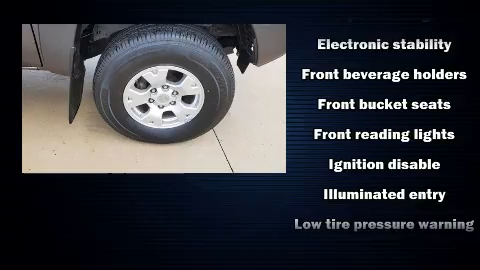 Electronic stability
Front beverage holders
Front bucket seats
Front reading lights
Ignition disable
Illuminated entry
Low tire pressure warning